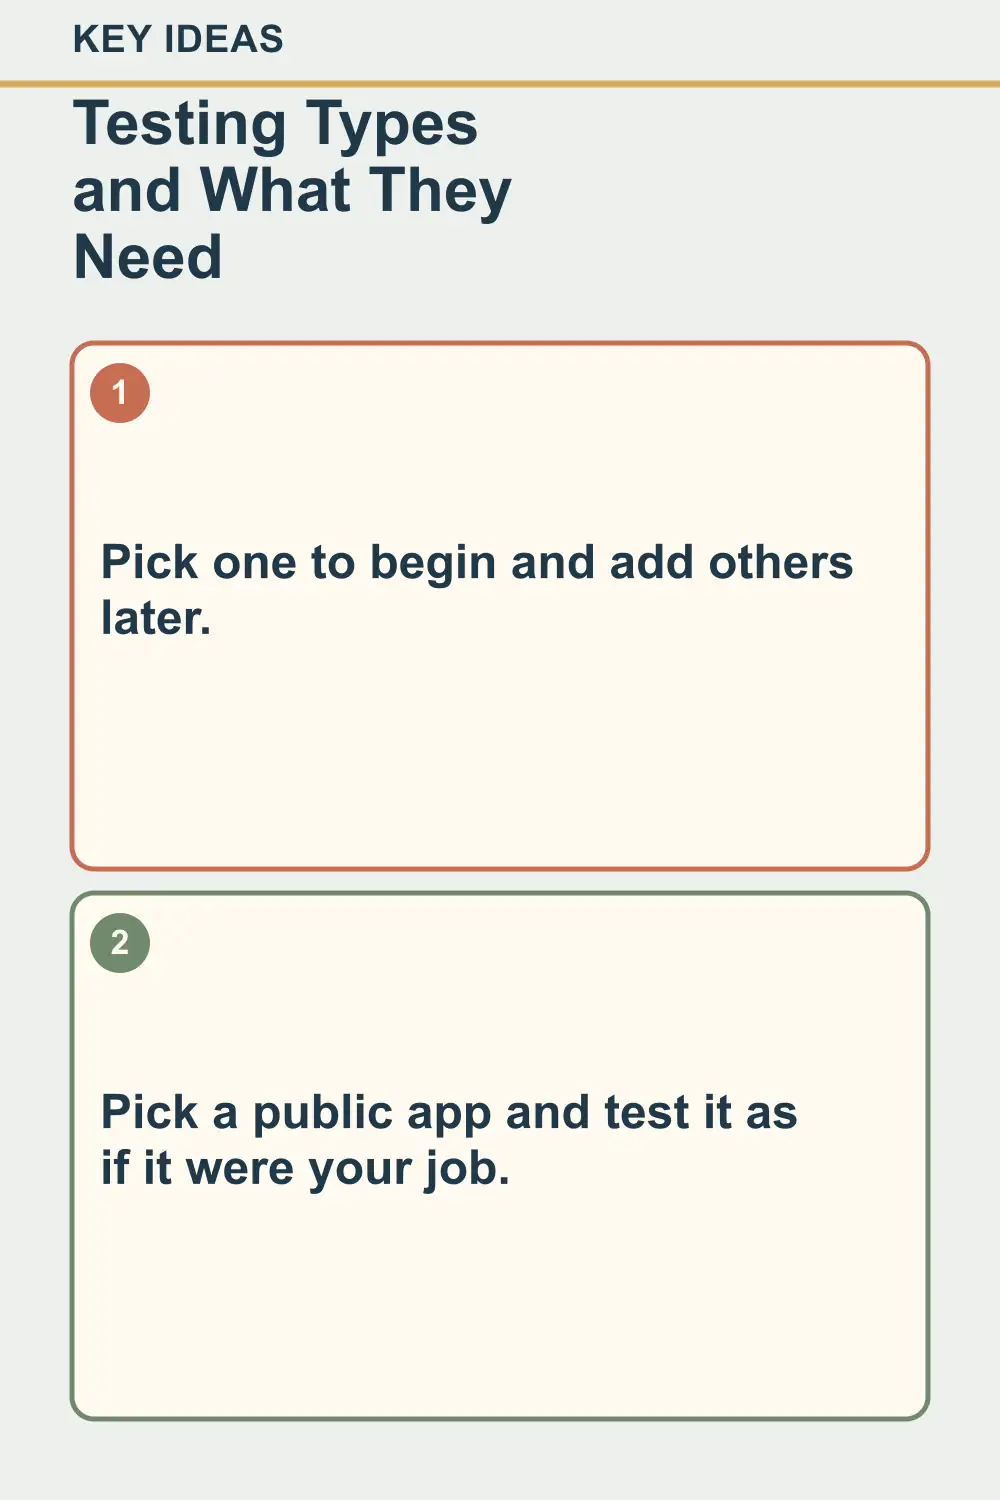 KEY IDEAS
Testing Types
and What They
Need
1
Pick one to begin and add others
later.
2
Pick a public app and test it as
if it were your job.